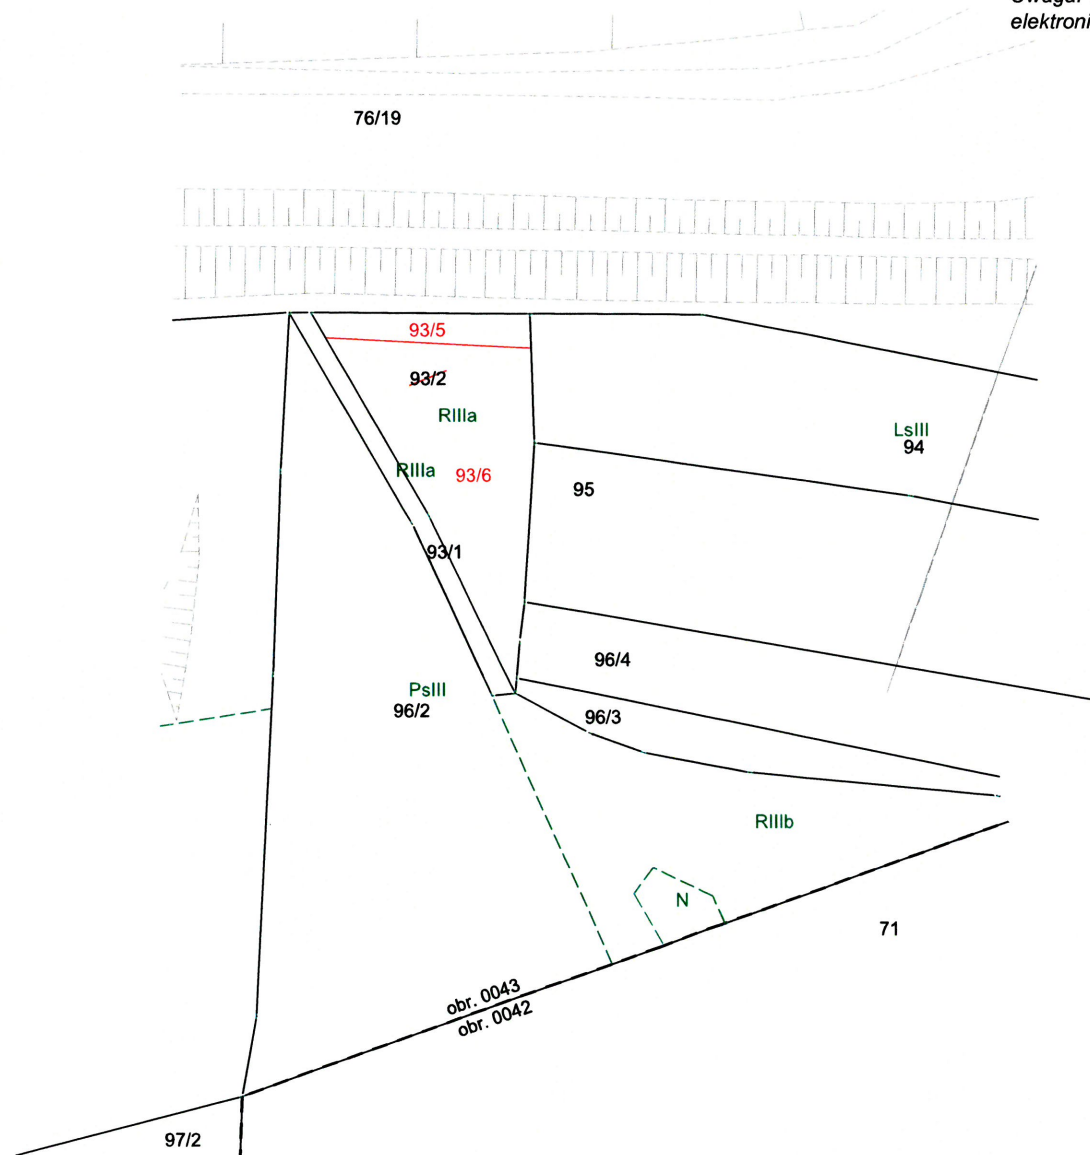 elektroni
76/19
93/5
93/2
RIIIa
LsIII
94
RIIIa
93/6
95
93/1
96/4
PsIII
96/2
96/3
RIIIb
N
71
obr. 0043
obr. 0042
97/2